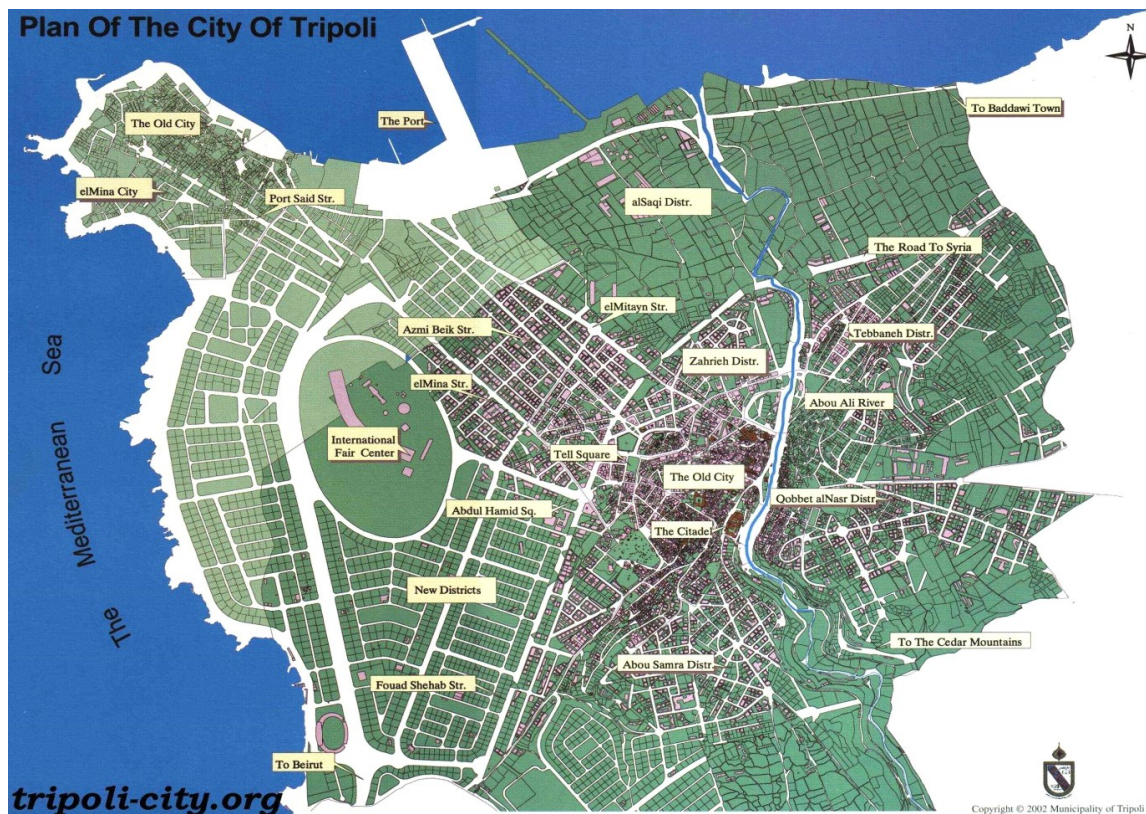 Plan Of The City Of Tripoli
N
To Baddawi Town
The Port
The Old City
elMina City
Port Said Str.
alSaqi Distr.
The Road To Syria
elMitayn Str.
Azmi Beik Str.
Tebbaneh Distr.
Zahrieh Distr.
elMina Str.
Abou Ali River
International
Fair Center
Tell Square
The Old City
Qobbet alNasr Distr
Abdul Hamid Sq.
The Citadel
New Districts
To The Cedar Mountains
Abou Samra Distr.
Fouad Shehab Str.
To Beirut
The Mediterranean Sea
tripoli-city.org
Copyright © 2002 Municipality of Tripoli